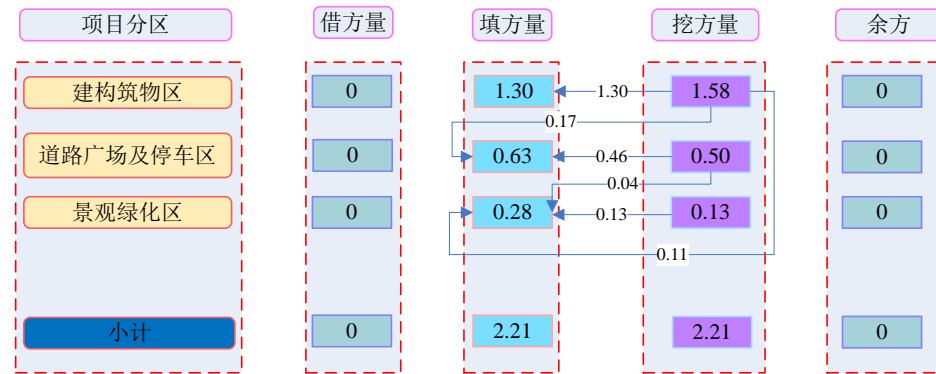 项目分区 借方量 填方量 挖方量 余方
建构筑物区 0 1.30 1.30 1.58 0
0.17
道路广场及停车区 0 0.63 0.46 0.50 0
0.04
景观绿化区 0 0.28 0.13 0.13 0
0.11
小计 0 2.21 2.21 0